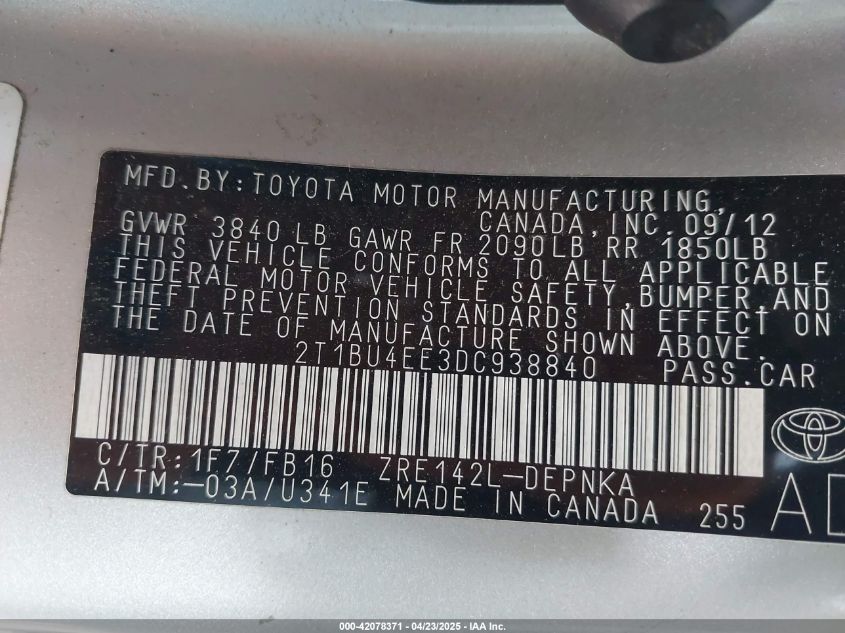 MFD.BY:TOYOTA MOTOR MANUFACTURING,
CANADA, INC. 09/12
GVWR 3840 LB GAWR FR 2090LB RR 1850LB
THIS VEHICLE CONFORMS TO ALL APPLICABLE
FEDERAL MOTOR VEHICLE SAFETY,BUMPER AND
THEFT PREVENTION STANDARDS IN EFFECT ON
THE DATE OF MANUFACTURE SHOWN ABOVE.
2T1BU4EE3DC938840 PASS.CAR
C/TR:1F7/FB16 ZRE142L-DEPNKA
A/TM:-03A/U341E MADE IN CANADA 255
000-42078371 | 04/23/2025 - IAA Inc.